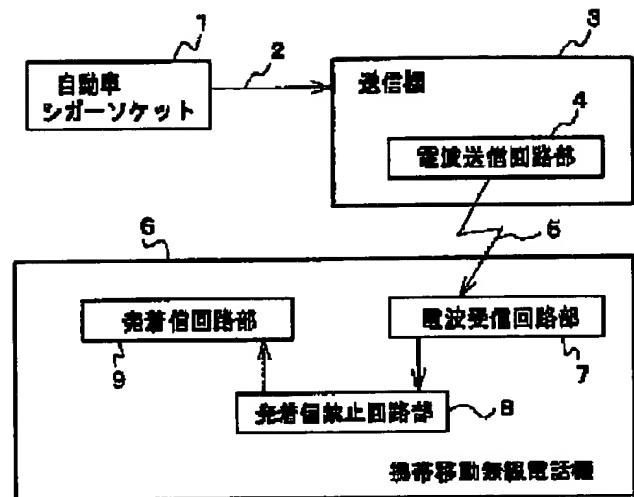 1
自動車
シガーソケット
2
3
送信機
4
電波送信回路部
5
6
発着信回路部
9
電波受信回路部
7
発着信禁止回路部
8
携帯移動無線電話機